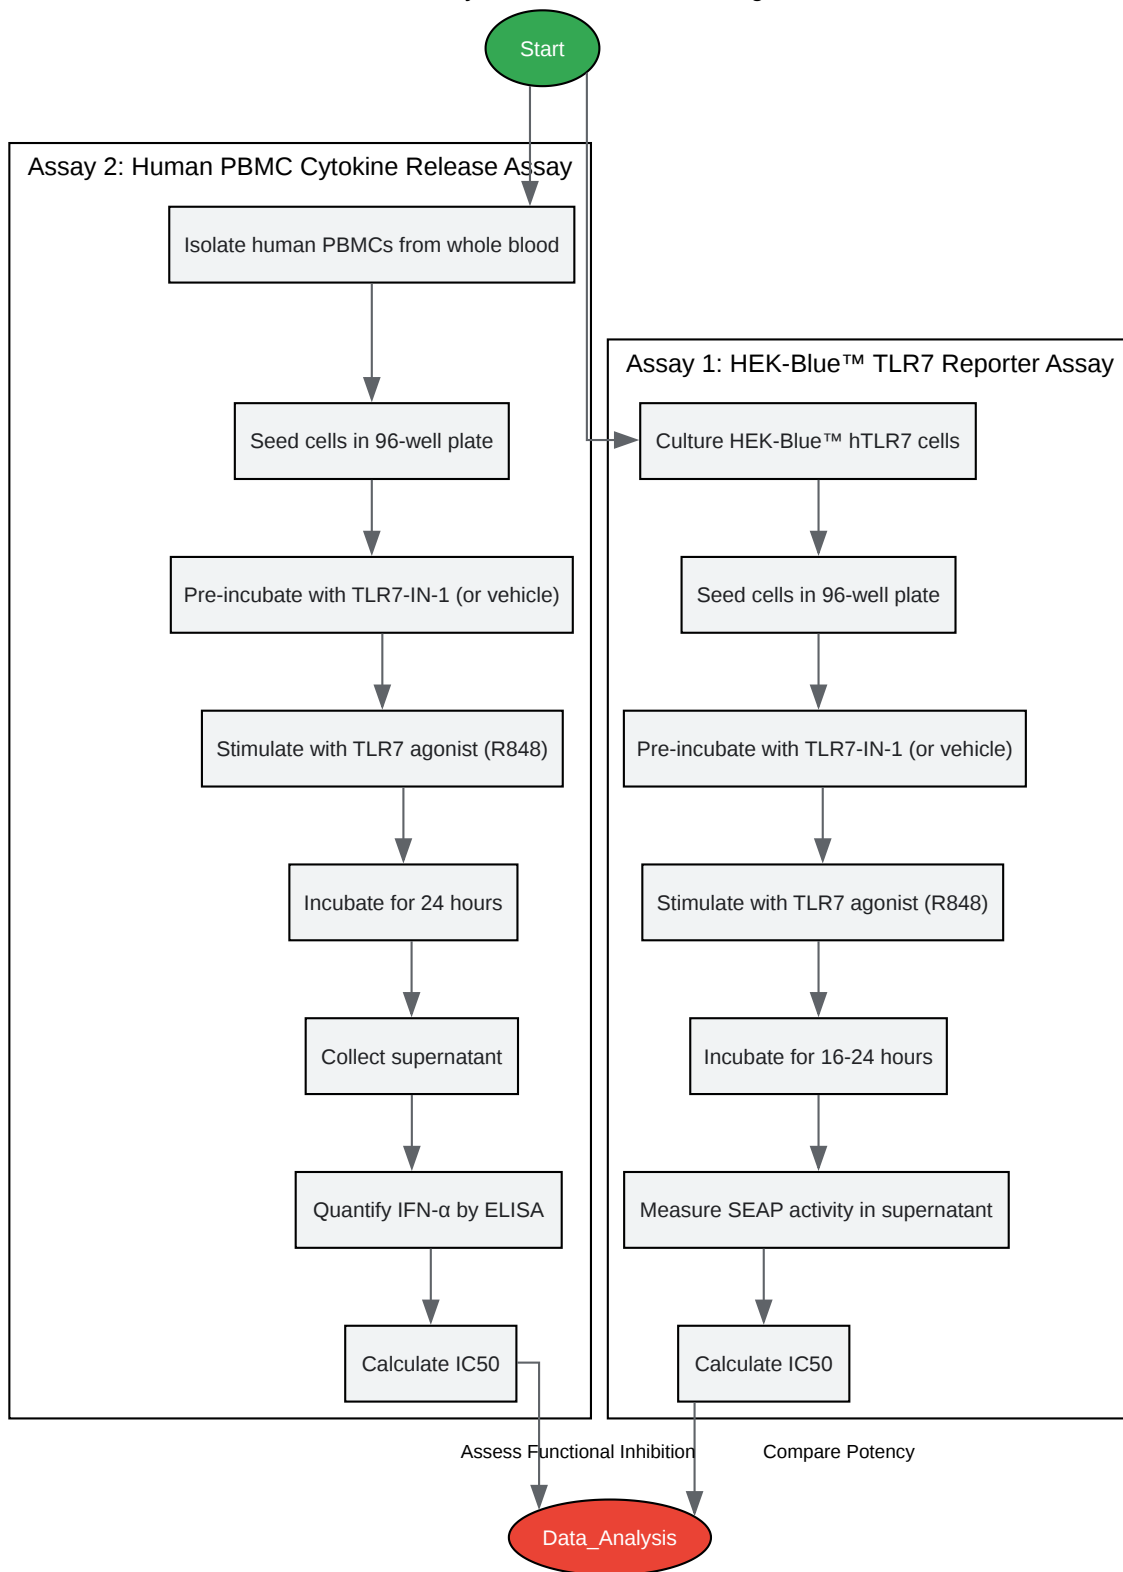 Start
Assay 2: Human PBMC Cytokine Release Assay
Isolate human PBMCs from whole blood
Seed cells in 96-well plate
Pre-incubate with TLR7-IN-1 (or vehicle)
Stimulate with TLR7 agonist (R848)
Incubate for 24 hours
Collect supernatant
Quantify IFN-α by ELISA
Calculate IC50
Assay 1: HEK-Blue™ TLR7 Reporter Assay
Culture HEK-Blue™ hTLR7 cells
Seed cells in 96-well plate
Pre-incubate with TLR7-IN-1 (or vehicle)
Stimulate with TLR7 agonist (R848)
Incubate for 16-24 hours
Measure SEAP activity in supernatant
Calculate IC50
Assess Functional Inhibition
Compare Potency
Data_Analysis